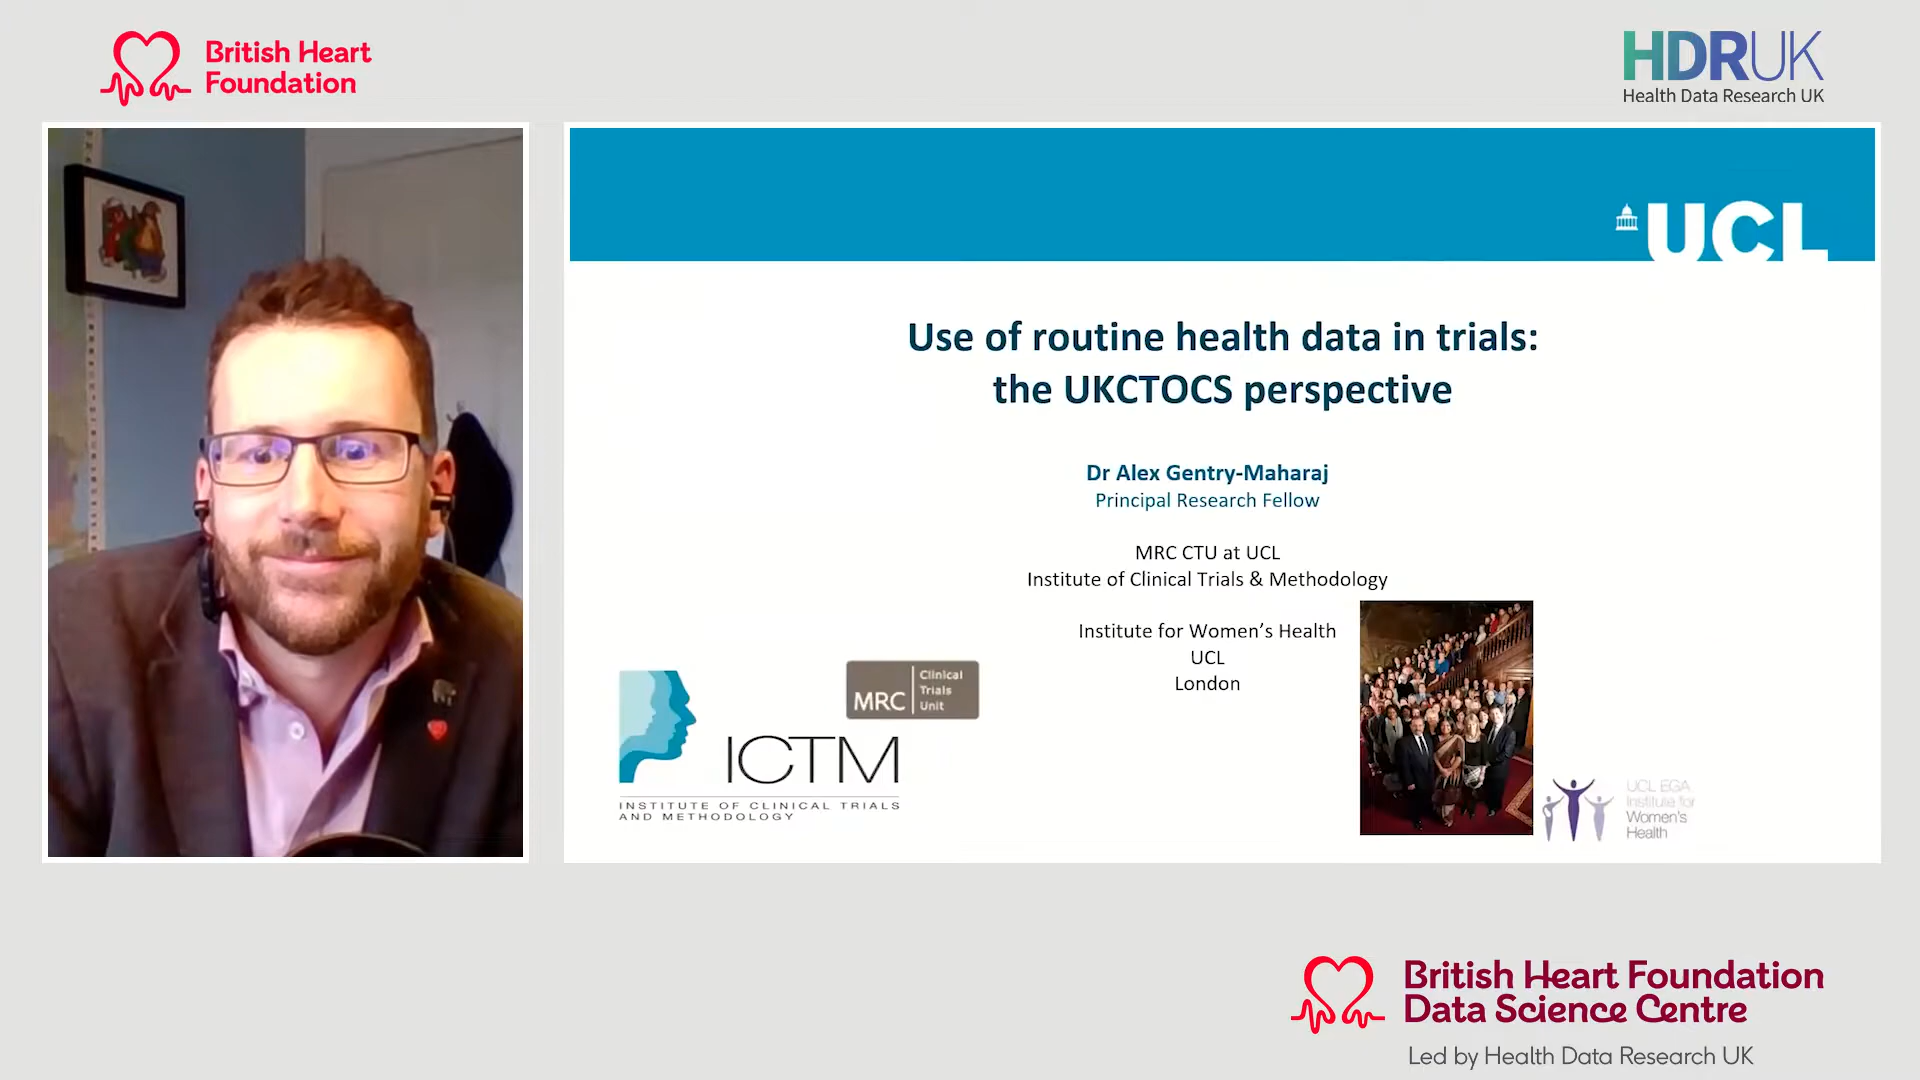 British Heart
Foundation
HDRUK
Health Data Research UK
UCL
Use of routine health data in trials:
the UKCTOCS perspective
Dr Alex Gentry-Maharaj
Principal Research Fellow
MRC CTU at UCL
Institute of Clinical Trials & Methodology
Institute for Women's Health
UCL
London
MRC
Clinical
Trials
Unit
ICTM
INSTITUTE OF CLINICAL TRIALS
AND METHODOLOGY
UCL EGA
Institute for
Women's
Health
British Heart Foundation
Data Science Centre
Led by Health Data Research UK